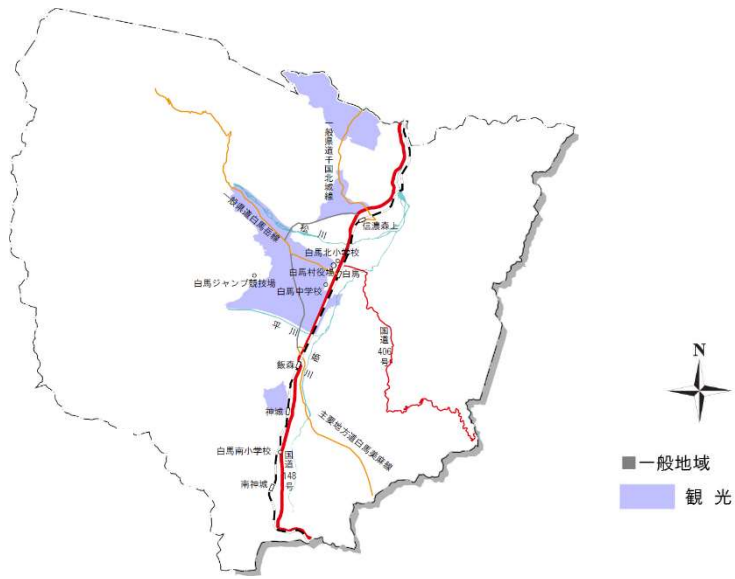 一般県道千国北城線
信濃森上
一般県道白馬岳線
松川
白馬北小学校
白馬村役場
白馬
白馬ジャンプ競技場
白馬中学校
平川
国道406号
姫川
飯森
神城
主要地方道白馬美麻線
白馬南小学校
国道148号
南神城
N
一般地域
観光